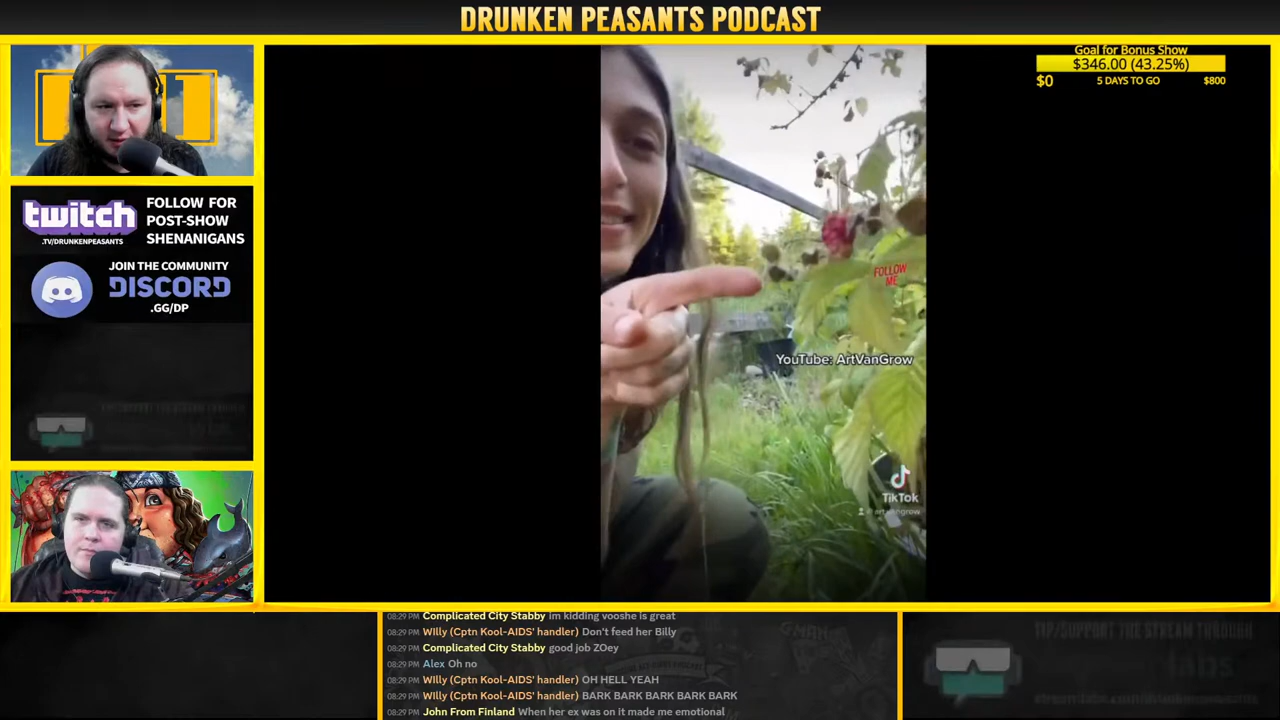 DRUNKEN PEASANTS PODCAST
Goal for Bonus Show
$346.00 (43.25%)
$0
5 DAYS TO GO
$800
twitch
.TV/DRUNKENPEASANTS
FOLLOW FOR
POST-SHOW
SHENANIGANS
JOIN THE COMMUNITY
DISCORD
.GG/DP
FOLLOW
ME
YouTube: ArtVanGrow
TikTok
artvangrow
08:29 PM Complicated City Stabby im kidding vooshe is great
08:29 PM WIlly (Cptn Kool-AIDS' handler) Don't feed her Billy
08:29 PM Complicated City Stabby good job ZOey
08:29 PM Alex Oh no
08:29 PM WIlly (Cptn Kool-AIDS' handler) OH HELL YEAH
08:29 PM WIlly (Cptn Kool-AIDS' handler) BARK BARK BARK BARK BARK
08:29 PM John From Finland When her ex was on it made me emotional
TIP/SUPPORT THE STREAM THROUGH